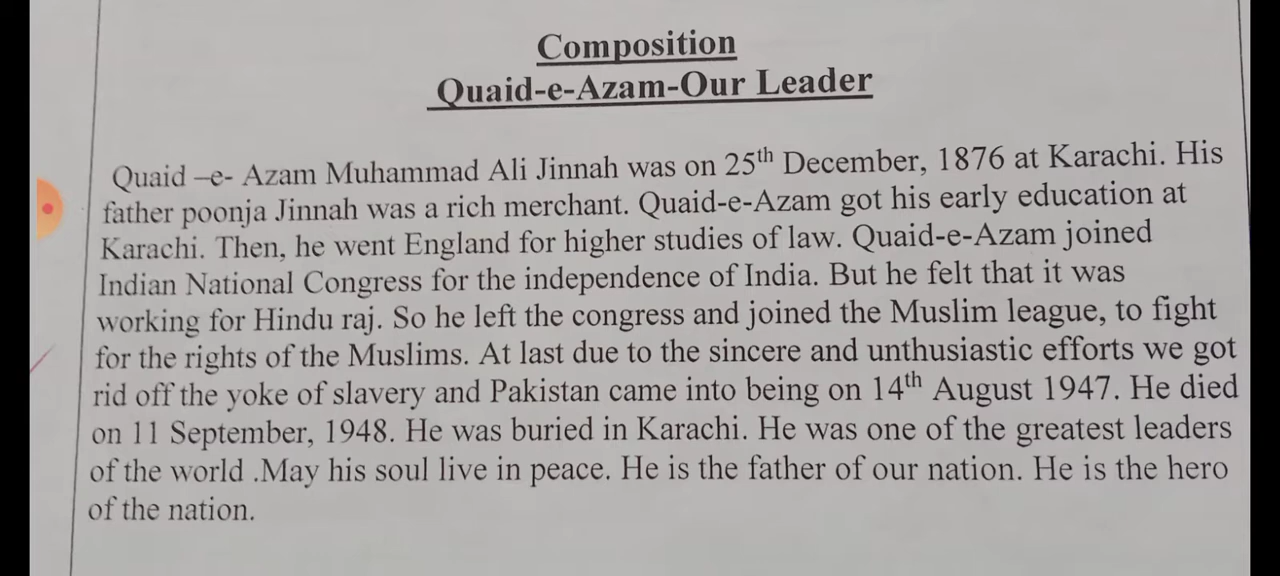 Composition
Quaid-e-Azam-Our Leader
Quaid –e- Azam Muhammad Ali Jinnah was on 25th December, 1876 at Karachi. His
father poonja Jinnah was a rich merchant. Quaid-e-Azam got his early education at
Karachi. Then, he went England for higher studies of law. Quaid-e-Azam joined
Indian National Congress for the independence of India. But he felt that it was
working for Hindu raj. So he left the congress and joined the Muslim league, to fight
for the rights of the Muslims. At last due to the sincere and unthusiastic efforts we got
rid off the yoke of slavery and Pakistan came into being on 14th August 1947. He died
on 11 September, 1948. He was buried in Karachi. He was one of the greatest leaders
of the world .May his soul live in peace. He is the father of our nation. He is the hero
of the nation.